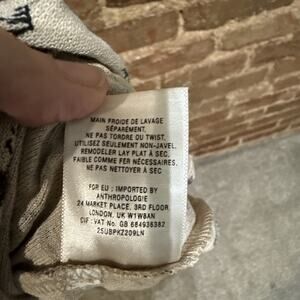 MAIN FROIDE DE LAVAGE
SÉPARÉMENT,
NE PAS TORDRE OU TWIST,
UTILISEZ SEULEMENT NON-JAVEL,
REMODELER LAY PLAT À SEC,
FAIBLE COMME FER NÉCESSAIRES,
NE PAS NETTOYER À SEC
FOR EU : IMPORTED BY
ANTHROPOLOGIE
24 MARKET PLACE, 3RD FLOOR,
LONDON, UK W1W8AN
CIF : VAT No GB 684936382
25UBPKZ209LN